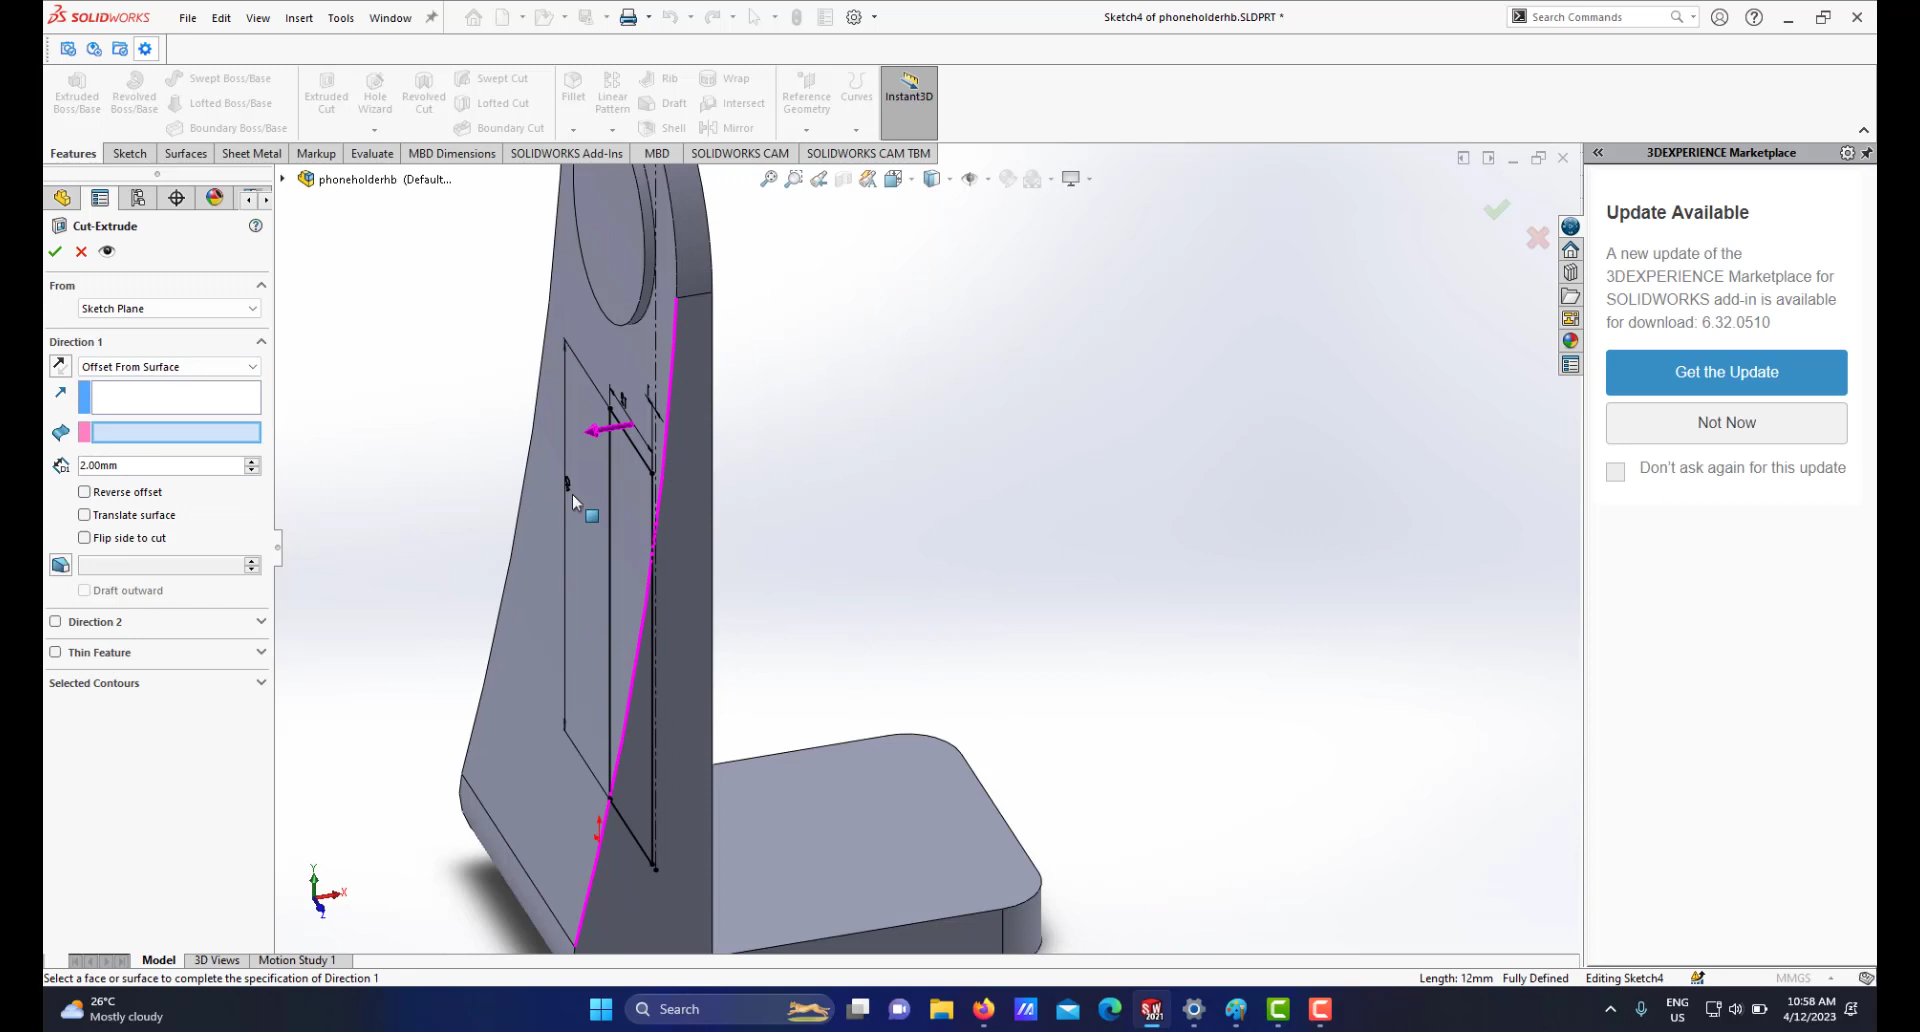 SOLIDWORKS File Edit View Insert Tools Window
Sketch4 of phoneholderhb.SLDPRT *
Search Commands
Extruded Boss/Base
Revolved Boss/Base
Swept Boss/Base
Lofted Boss/Base
Boundary Boss/Base
Extruded Cut
Hole Wizard
Revolved Cut
Swept Cut
Lofted Cut
Boundary Cut
Fillet
Linear Pattern
Rib
Draft
Shell
Wrap
Intersect
Mirror
Reference Geometry
Curves
Instant3D
Features Sketch Surfaces Sheet Metal Markup Evaluate MBD Dimensions SOLIDWORKS Add-Ins MBD SOLIDWORKS CAM SOLIDWORKS CAM TBM
3DEXPERIENCE Marketplace
phoneholderhb (Default...
Cut-Extrude
From
Sketch Plane
Direction 1
Offset From Surface
D1
2.00mm
Reverse offset
Translate surface
Flip side to cut
Draft outward
Direction 2
Thin Feature
Selected Contours
Y
X
Z
Update Available
A new update of the
3DEXPERIENCE Marketplace for
SOLIDWORKS add-in is available
for download: 6.32.0510
Get the Update
Not Now
Don't ask again for this update
Model 3D Views Motion Study 1
Select a face or surface to complete the specification of Direction 1
Length: 12mm Fully Defined Editing Sketch4 MMGS
26°C
Mostly cloudy
Search
SW
2021
ENG
US
10:58 AM
4/12/2023